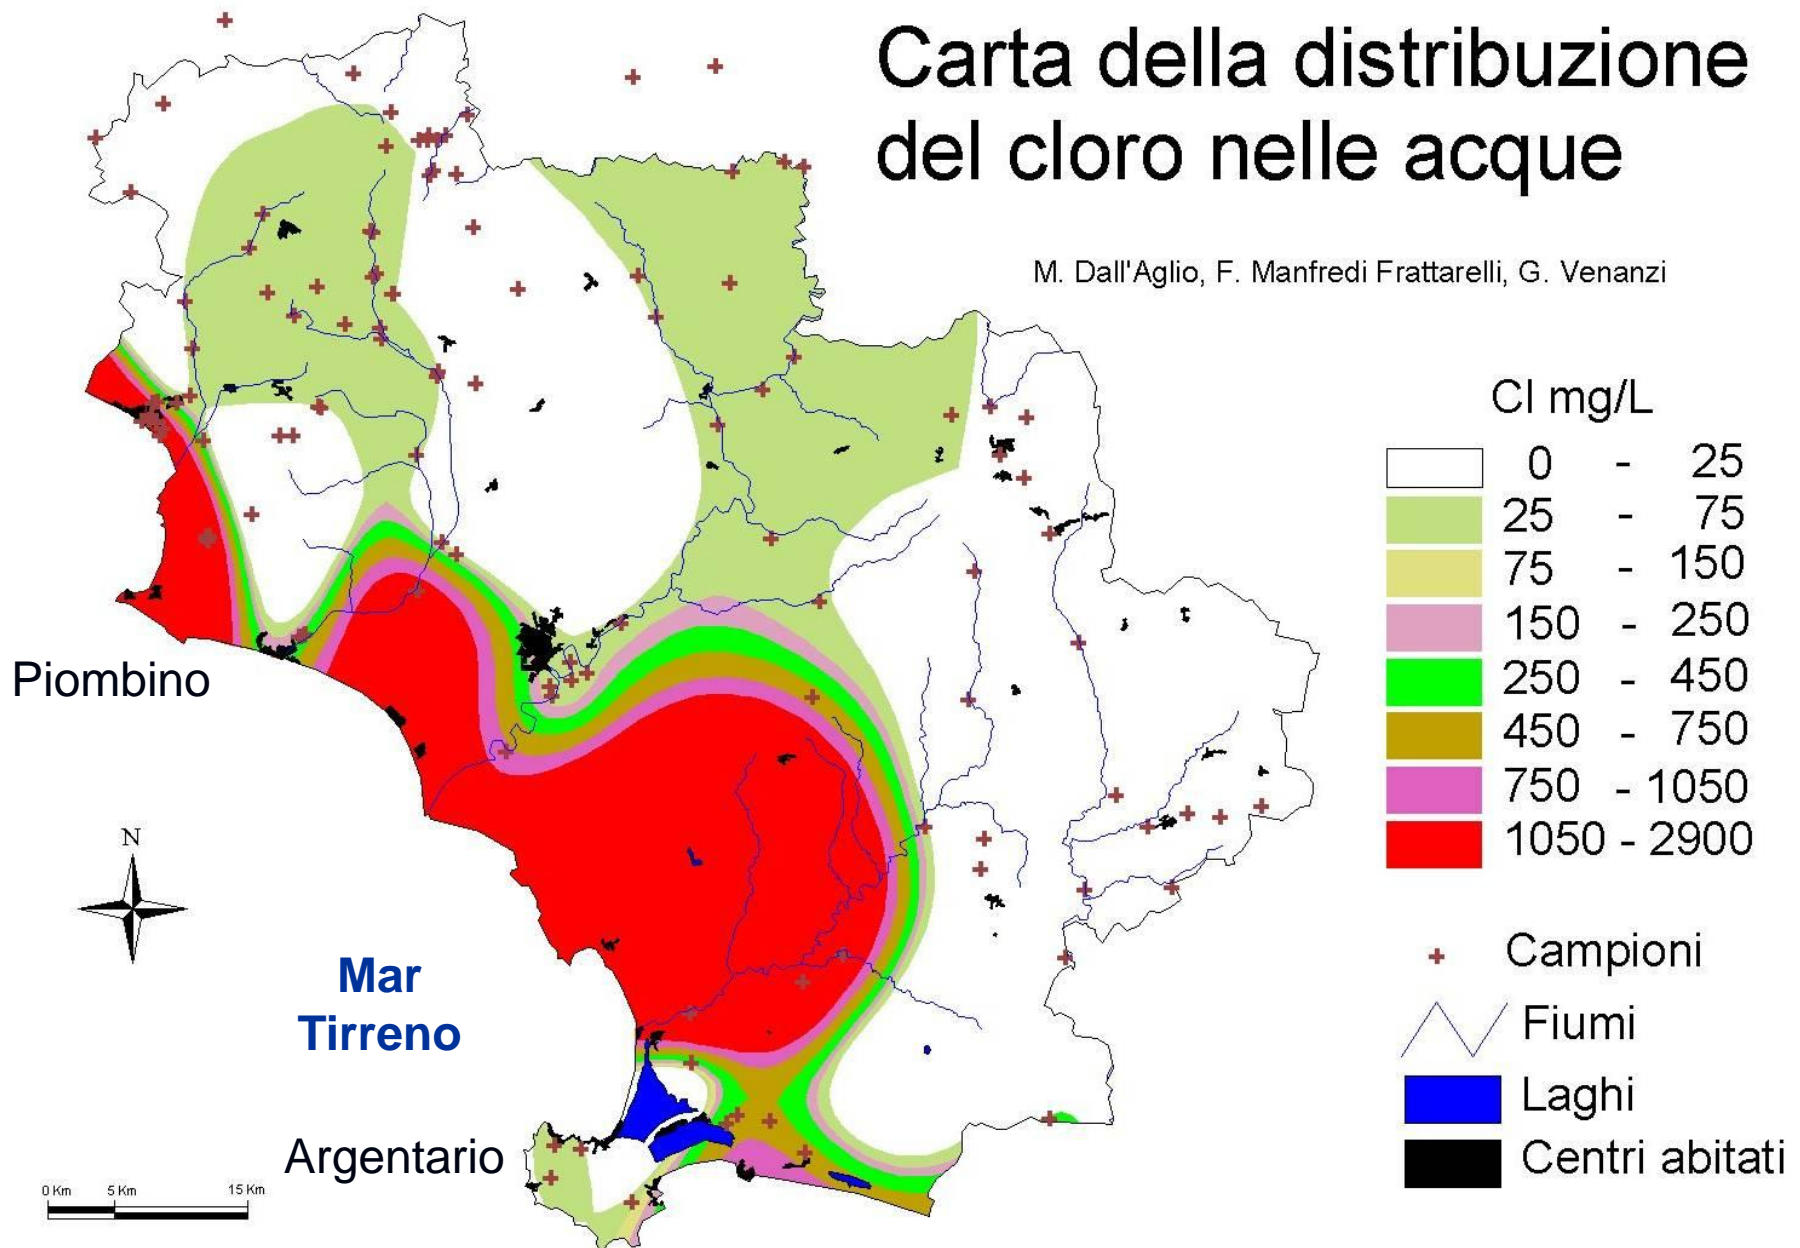 Carta della distribuzione
del cloro nelle acque
M. Dall'Aglio, F. Manfredi Frattarelli, G. Venanzi
Cl mg/L
0 - 25
25 - 75
75 - 150
150 - 250
250 - 450
450 - 750
750 - 1050
1050 - 2900
Campioni
Fiumi
Laghi
Centri abitati
Piombino
N
Mar
Tirreno
Argentario
0 Km 5 Km 15 Km